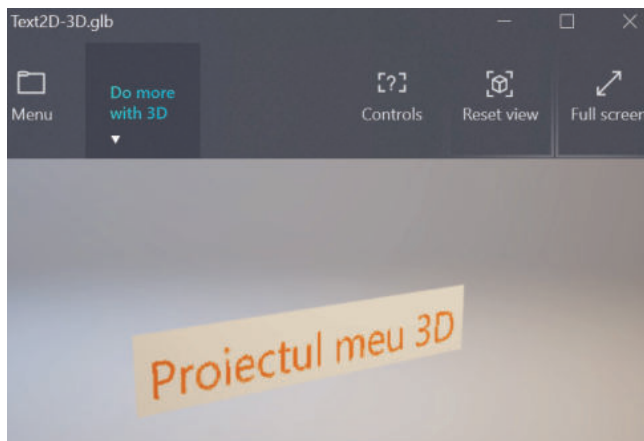 Text2D-3D.glb
Menu
Do more
with 3D
Controls
Reset view
Full screen
Proiectul meu 3D